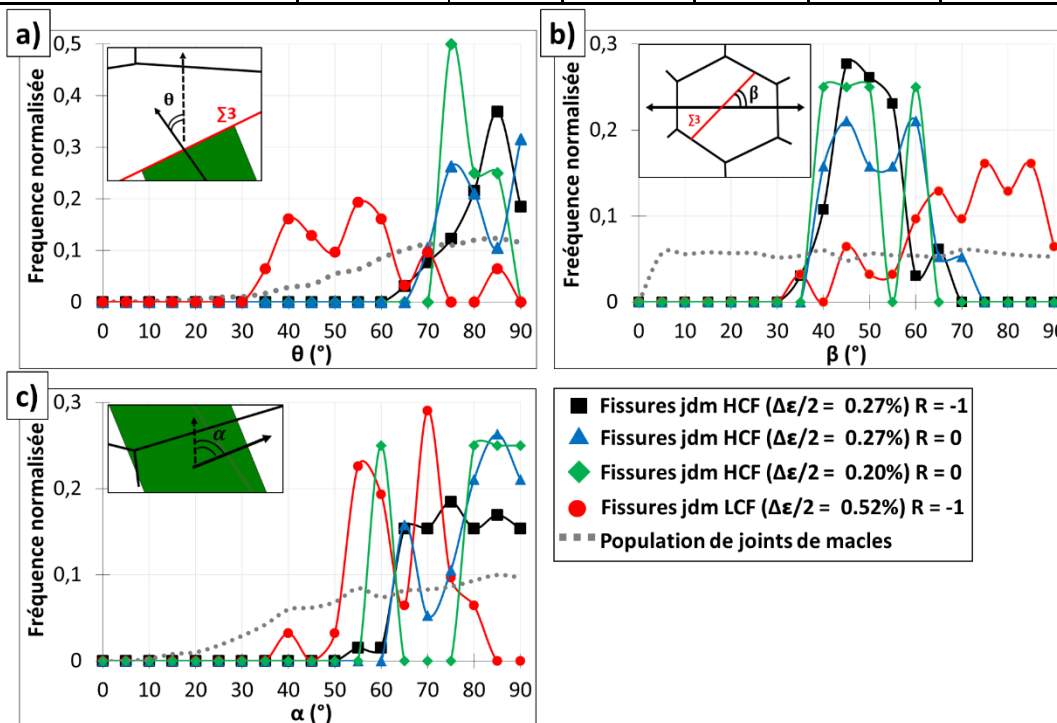 a)
Frequence normalisée
0,5
0,4
0,3
0,2
0,1
0
0 10 20 30 40 50 60 70 80 90
θ (°)
θ
∑3
b)
Fréquence normalisée
0,3
0,2
0,1
0
0 10 20 30 40 50 60 70 80 90
β (°)
β
∑3
c)
Fréquence normalisée
0,3
0,2
0,1
0
0 10 20 30 40 50 60 70 80 90
α (°)
α
Fissures jdm HCF (Δε/2 = 0.27%) R = -1
Fissures jdm HCF (Δε/2 = 0.27%) R = 0
Fissures jdm HCF (Δε/2 = 0.20%) R = 0
Fissures jdm LCF (Δε/2 = 0.52%) R = -1
Population de joints de macles